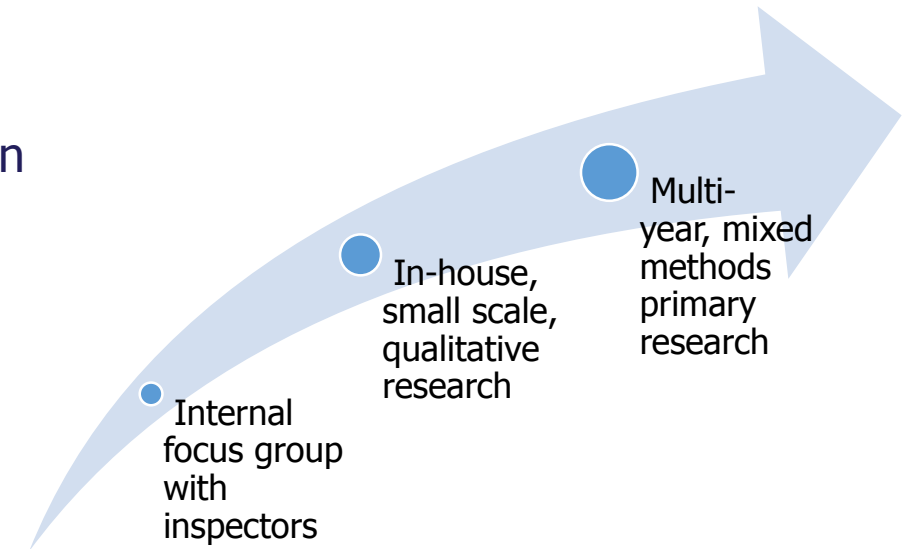 n
Multi-
year, mixed
methods
primary
research
In-house,
small scale,
qualitative
research
Internal
focus group
with
inspectors